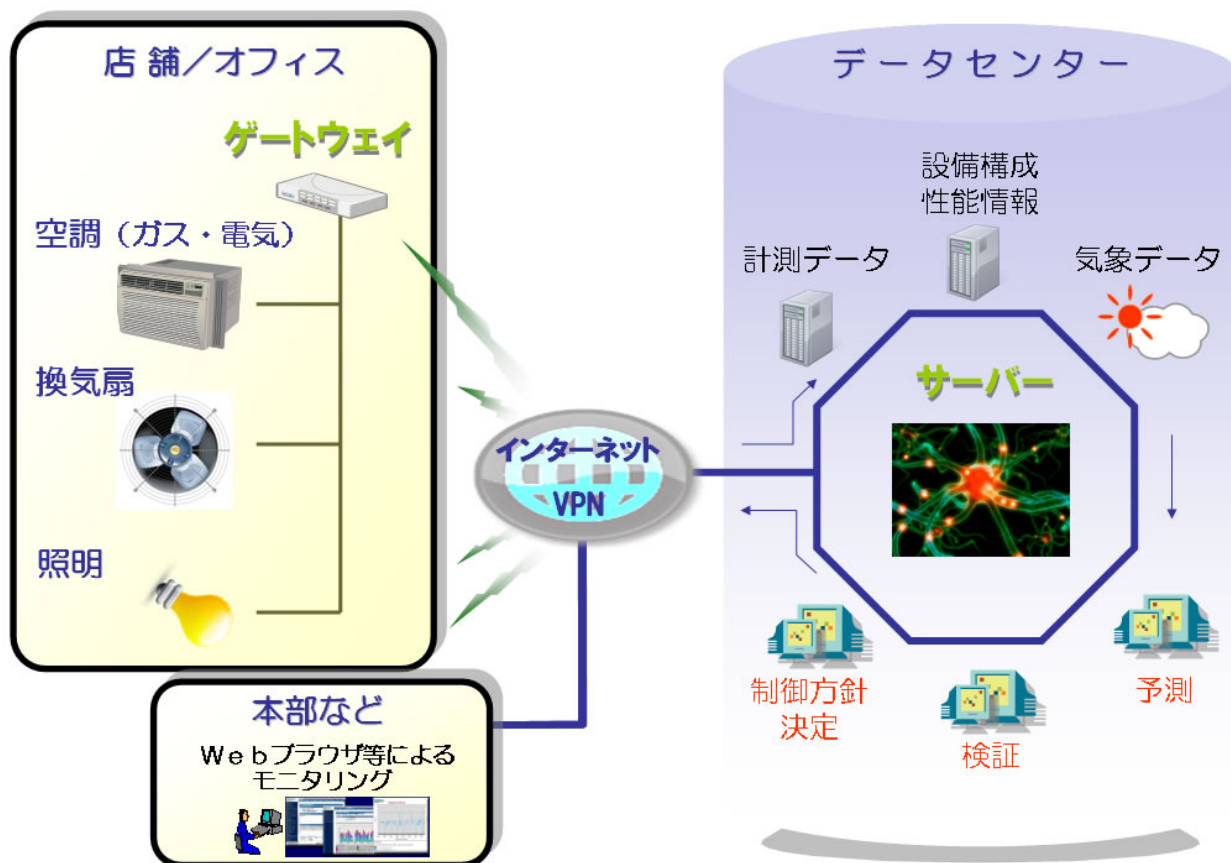 店舗／オフィス
ゲートウェイ
空調（ガス・電気）
換気扇
照明
インターネット
VPN
本部など
Ｗｅｂブラウザ等による
モニタリング
データセンター
設備構成
性能情報
計測データ
気象データ
サーバー
制御方針
決定
検証
予測